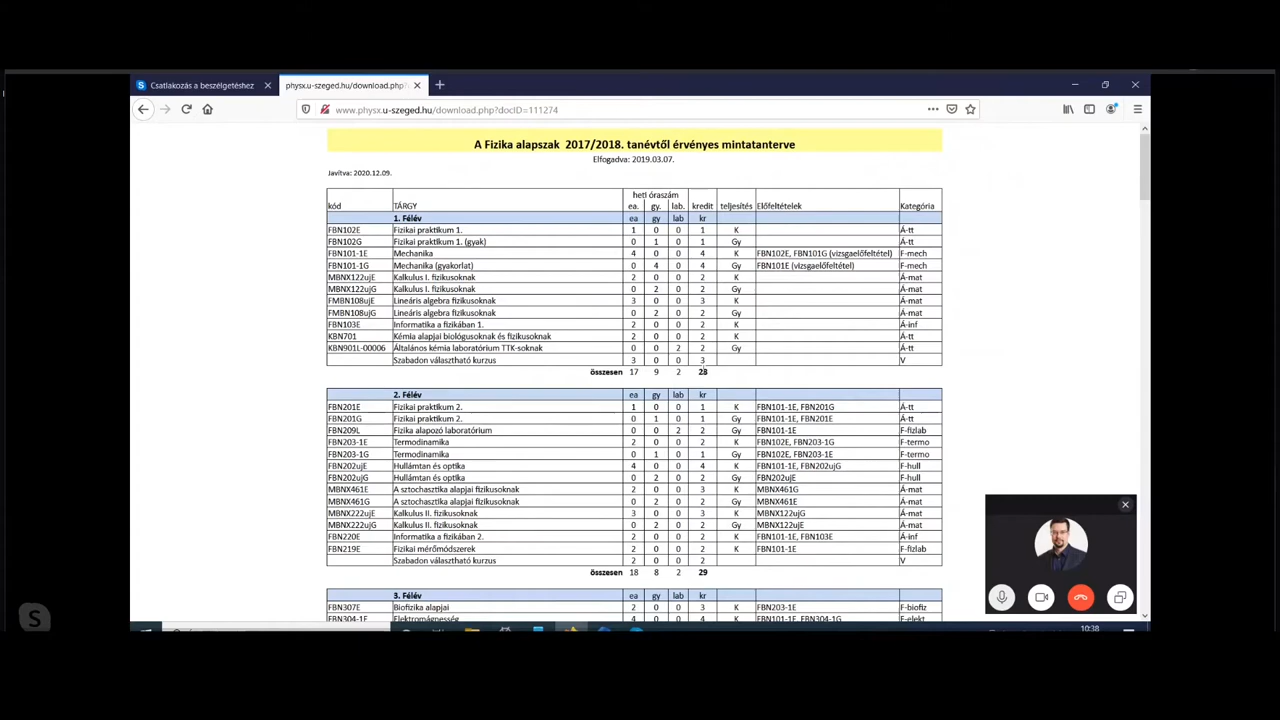 Csatlakozás a beszélgetéshez
physx.u-szeged.hu/download.php?
www.physx.u-szeged.hu/download.php?docID=111274
A Fizika alapszak 2017/2018. tanévtől érvényes mintatanterve
Elfogadva: 2019.03.07.
Javítva: 2020.12.09.
heti óraszám
kód TÁRGY ea. gy. lab. kredit teljesítés Előfeltételek Kategória
1. Félév ea gy lab kr
FBN102E Fizikai praktikum 1. 1 0 0 1 K Á-tt
FBN102G Fizikai praktikum 1. (gyak) 0 1 0 1 Gy Á-tt
FBN101-1E Mechanika 4 0 0 4 K FBN102E, FBN101G (vizsgaelőfeltétel) F-mech
FBN101-1G Mechanika (gyakorlat) 0 4 0 4 Gy FBN101E (vizsgaelőfeltétel) F-mech
MBNX122ujE Kalkulus I. fizikusoknak 2 0 0 2 K Á-mat
MBNX122ujG Kalkulus I. fizikusoknak 0 2 0 2 Gy Á-mat
FMBN108ujE Lineáris algebra fizikusoknak 3 0 0 3 K Á-mat
FMBN108ujG Lineáris algebra fizikusoknak 0 2 0 2 Gy Á-mat
FBN103E Informatika a fizikában 1. 2 0 0 2 K Á-inf
KBN701 Kémia alapjai biológusoknak és fizikusoknak 2 0 0 2 K Á-tt
KBN901L-00006 Általános kémia laboratórium TTK-soknak 0 0 2 2 Gy Á-tt
Szabadon választható kurzus 3 0 0 3 V
összesen 17 9 2 28
2. Félév ea gy lab kr
FBN201E Fizikai praktikum 2. 1 0 0 1 K FBN101-1E, FBN201G Á-tt
FBN201G Fizikai praktikum 2. 0 1 0 1 Gy FBN101-1E, FBN201E Á-tt
FBN209L Fizika alapozó laboratórium 0 0 2 2 Gy FBN101-1E F-fizlab
FBN203-1E Termodinamika 2 0 0 2 K FBN102E, FBN203-1G F-termo
FBN203-1G Termodinamika 0 1 0 1 Gy FBN102E, FBN203-1E F-termo
FBN202ujE Hullámtan és optika 4 0 0 4 K FBN101-1E, FBN202ujG F-hull
FBN202ujG Hullámtan és optika 0 2 0 2 Gy FBN202ujE F-hull
MBNX461E A sztochasztika alapjai fizikusoknak 2 0 0 3 K MBNX461G Á-mat
MBNX461G A sztochasztika alapjai fizikusoknak 0 2 0 2 Gy MBNX461E Á-mat
MBNX222ujE Kalkulus II. fizikusoknak 3 0 0 3 K MBNX122ujG Á-mat
MBNX222ujG Kalkulus II. fizikusoknak 0 2 0 2 Gy MBNX122ujE Á-mat
FBN220E Informatika a fizikában 2. 2 0 0 2 K FBN101-1E, FBN103E Á-inf
FBN219E Fizikai mérőmódszerek 2 0 0 2 K FBN101-1E F-fizlab
Szabadon választható kurzus 2 0 0 2 V
összesen 18 8 2 29
3. Félév ea gy lab kr
FBN307E Biofizika alapjai 2 0 0 3 K FBN203-1E F-biofiz
FBN304-1E Elektromágnesség 4 0 0 4 K FBN101-1E, FBN304-1G F-elekt
10:38